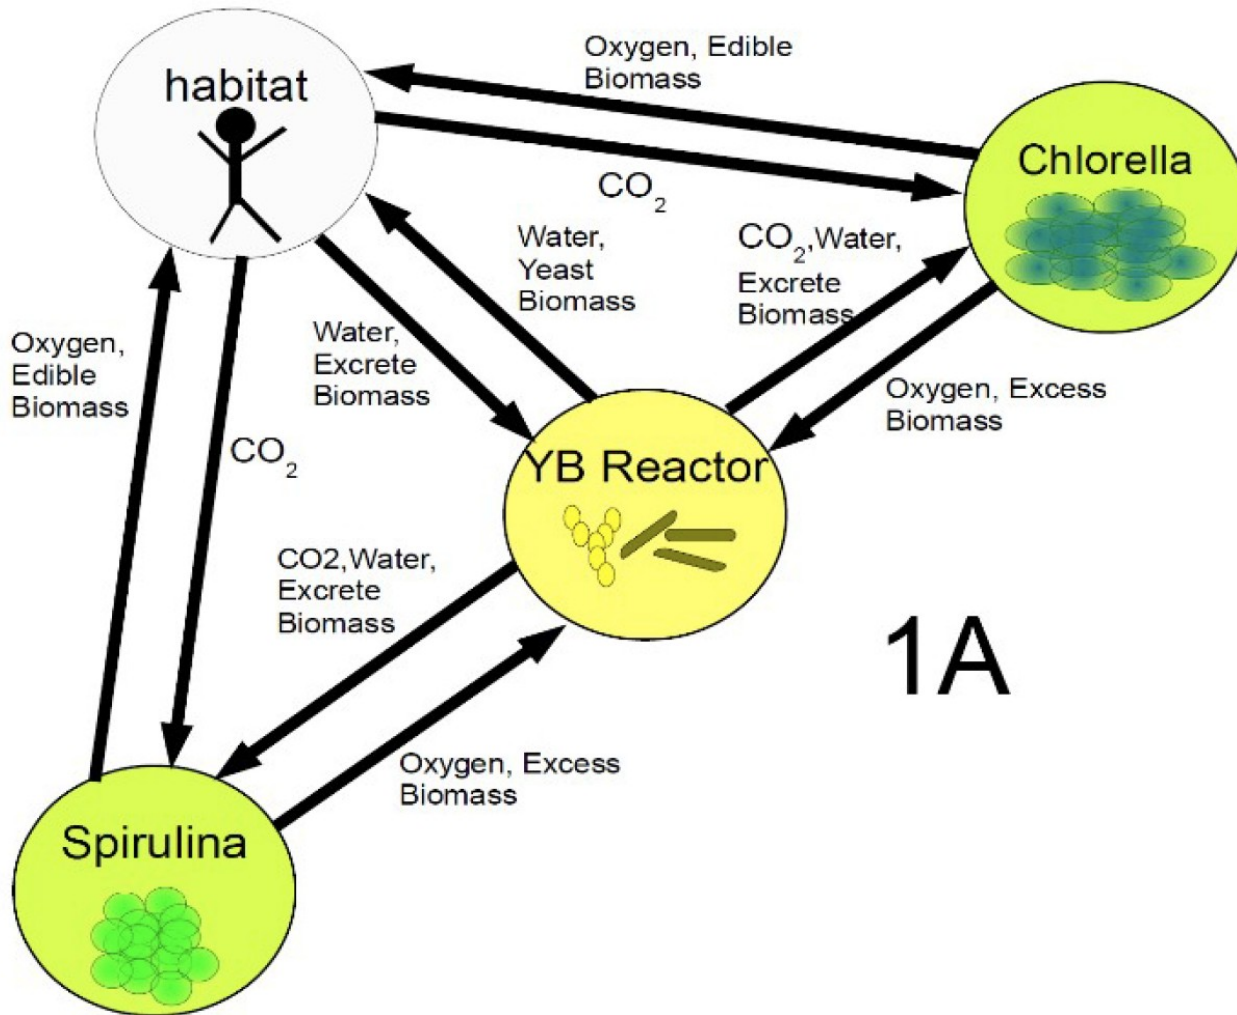 habitat
Oxygen, Edible
Biomass
Chlorella
CO2
Water,
Yeast
Biomass
CO2,Water,
Excrete
Biomass
Oxygen,
Edible
Biomass
Water,
Excrete
Biomass
CO2
Oxygen, Excess
Biomass
YB Reactor
CO2,Water,
Excrete
Biomass
1A
Oxygen, Excess
Biomass
Spirulina